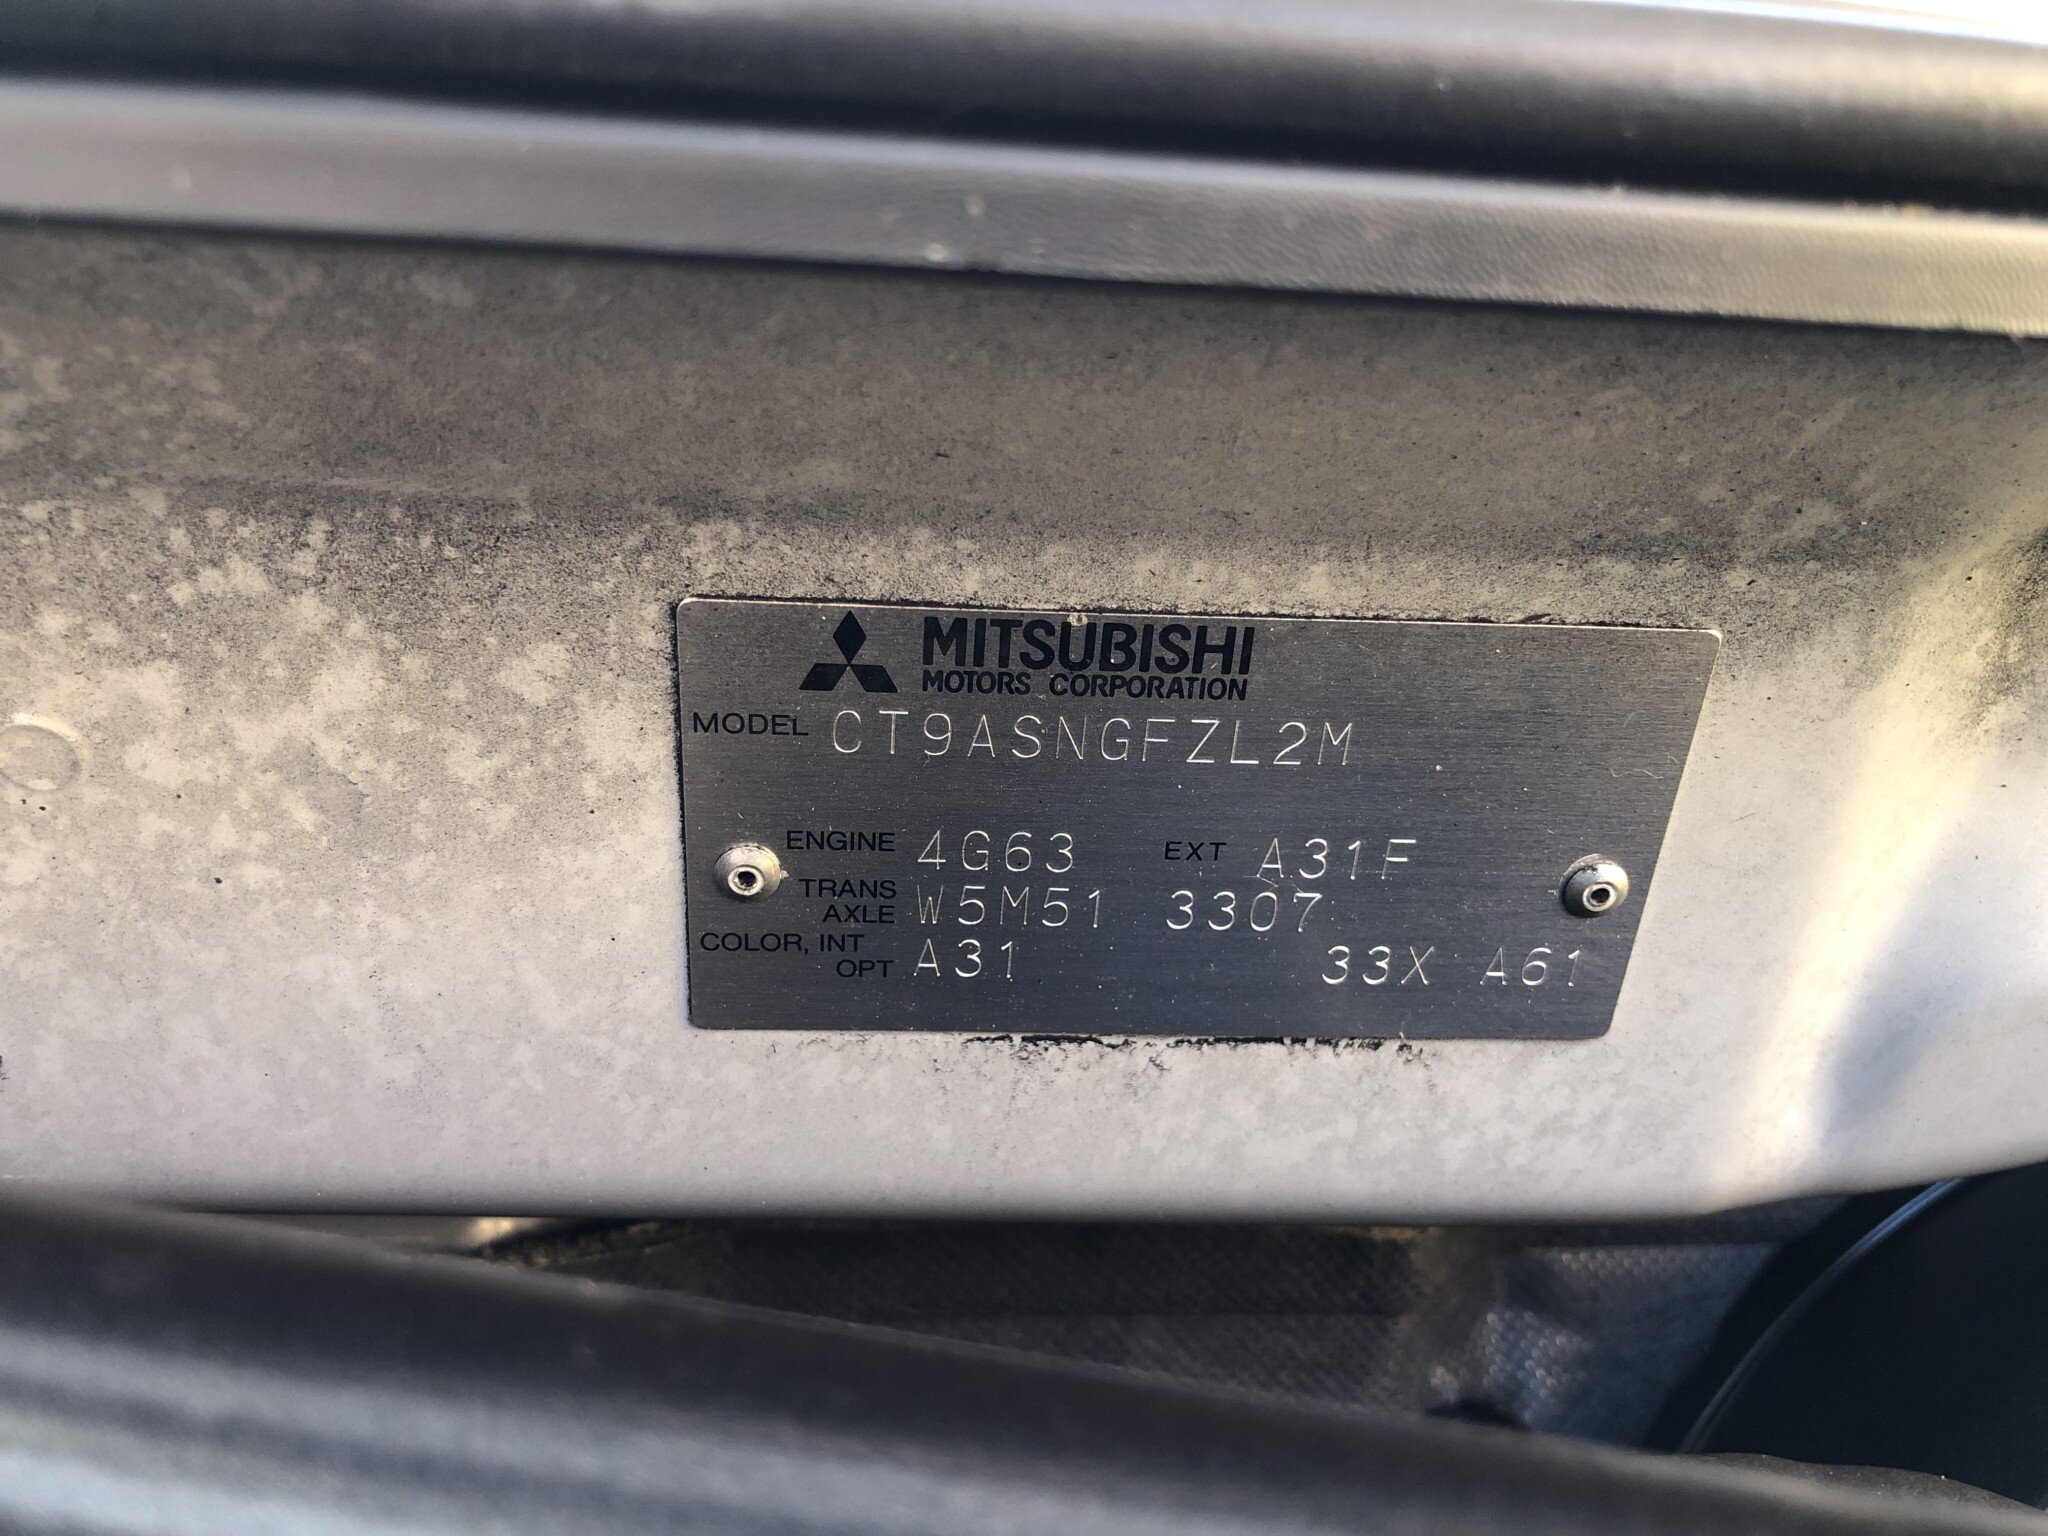 MITSUBISHI
MOTORS CORPORATION
MODEL CT9ASNGFZL2M
ENGINE 4G63 EXT A31F
TRANS AXLE W5M51 3307
COLOR, INT OPT A31 33X A61